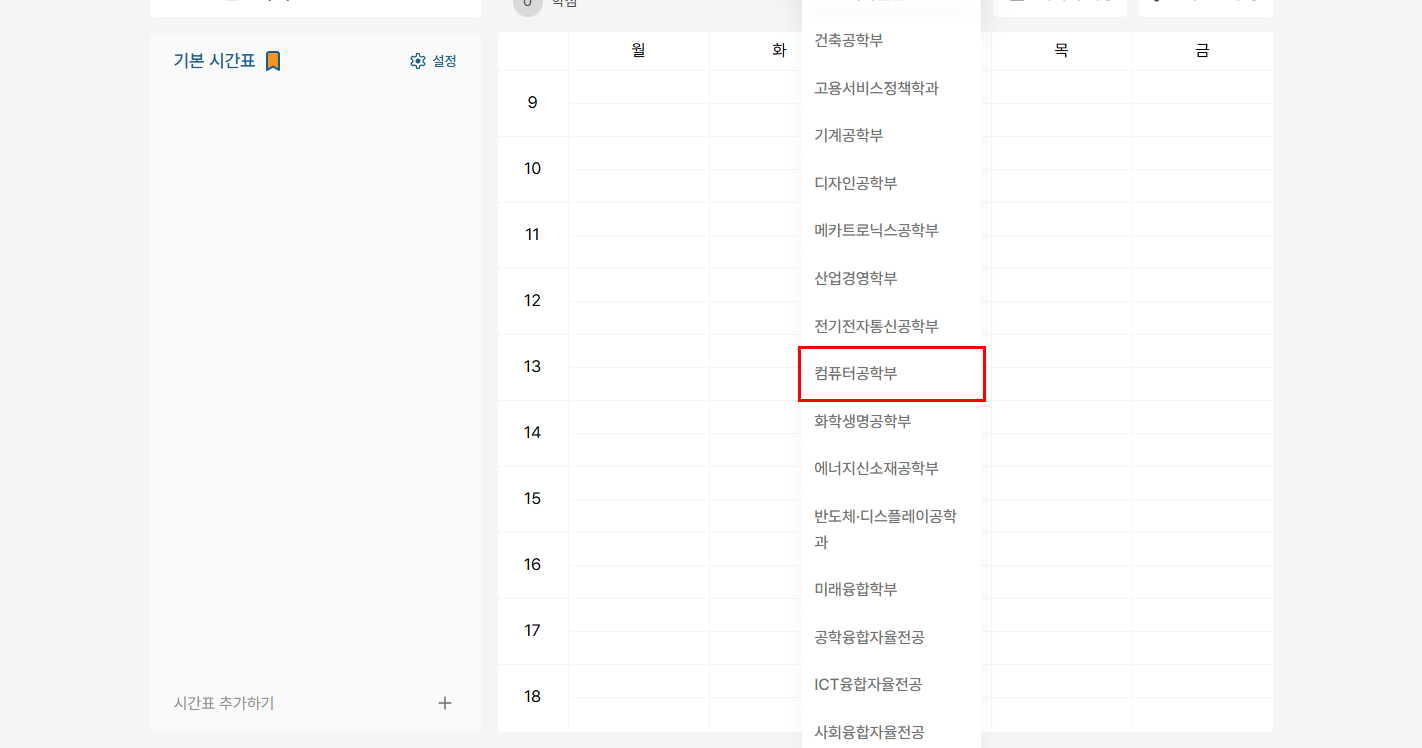 0 학점
기본 시간표
설정
월 화 목 금
9
10
11
12
13
14
15
16
17
18
건축공학부
고용서비스정책학과
기계공학부
디자인공학부
메카트로닉스공학부
산업경영학부
전기전자통신공학부
컴퓨터공학부
화학생명공학부
에너지신소재공학부
반도체·디스플레이공학
과
미래융합학부
공학융합자율전공
ICT융합자율전공
사회융합자율전공
시간표 추가하기